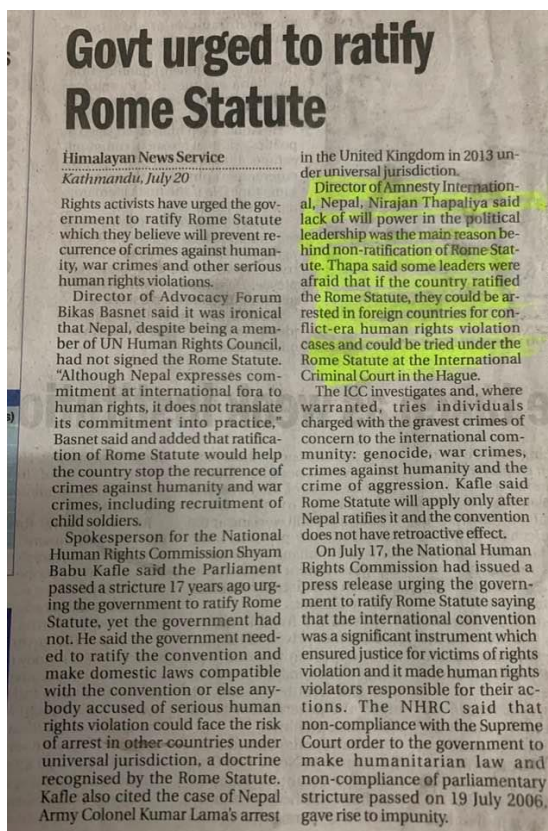 Govt urged to ratify
Rome Statute
Himalayan News Service
Kathmandu, July 20
Rights activists have urged the gov-
ernment to ratify Rome Statute
which they believe will prevent re-
currence of crimes against human-
ity, war crimes and other serious
human rights violations.
Director of Advocacy Forum
Bikas Basnet said it was ironical
that Nepal, despite being a mem-
ber of UN Human Rights Council,
had not signed the Rome Statute.
"Although Nepal expresses com-
mitment at international fora to
human rights, it does not translate
its commitment into practice,"
Basnet said and added that ratifica-
tion of Rome Statute would help
the country stop the recurrence of
crimes against humanity and war
crimes, including recruitment of
child soldiers.
Spokesperson for the National
Human Rights Commission Shyam
Babu Kafle said the Parliament
passed a stricture 17 years ago urg-
ing the government to ratify Rome
Statute, yet the government had
not. He said the government need-
ed to ratify the convention and
make domestic laws compatible
with the convention or else any-
body accused of serious human
rights violation could face the risk
of arrest in other countries under
universal jurisdiction, a doctrine
recognised by the Rome Statute.
Kafle also cited the case of Nepal
Army Colonel Kumar Lama's arrest
in the United Kingdom in 2013 un-
der universal jurisdiction.
Director of Amnesty Internation-
al, Nepal, Nirajan Thapaliya said
lack of will power in the political
leadership was the main reason be-
hind non-ratification of Rome Stat-
ute. Thapa said some leaders were
afraid that if the country ratified
the Rome Statute, they could be ar-
rested in foreign countries for con-
flict-era human rights violation
cases and could be tried under the
Rome Statute at the International
Criminal Court in the Hague.
The ICC investigates and, where
warranted, tries individuals
charged with the gravest crimes of
concern to the international com-
munity: genocide, war crimes,
crimes against humanity and the
crime of aggression. Kafle said
Rome Statute will apply only after
Nepal ratifies it and the convention
does not have retroactive effect.
On July 17, the National Human
Rights Commission had issued a
press release urging the govern-
ment to ratify Rome Statute saying
that the international convention
was a significant instrument which
ensured justice for victims of rights
violation and it made human rights
violators responsible for their ac-
tions. The NHRC said that
non-compliance with the Supreme
Court order to the government to
make humanitarian law and
non-compliance of parliamentary
stricture passed on 19 July 2006,
gave rise to impunity.